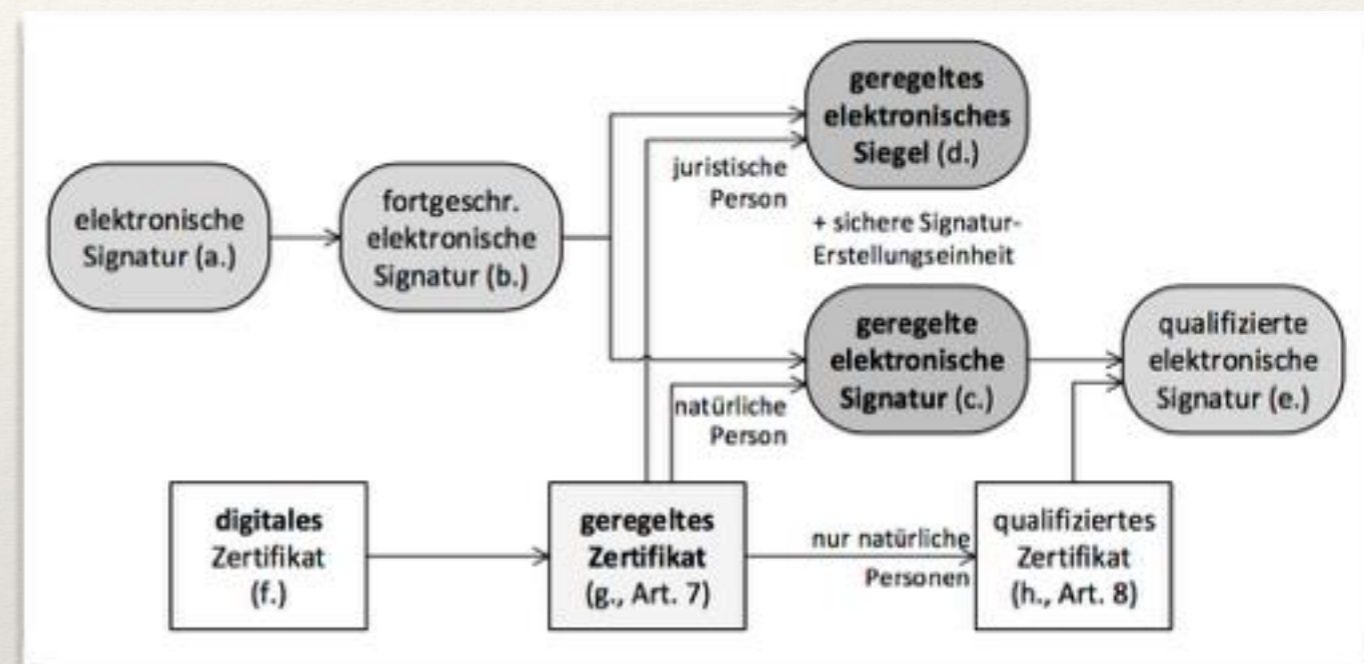 geregeltes
elektronisches
Siegel (d.)
juristische
Person
elektronische
Signatur (a.)
fortgeschr.
elektronische
Signatur (b.)
+ sichere Signatur-
Erstellungseinheit
geregelte
elektronische
Signatur (c.)
qualifizierte
elektronische
Signatur (e.)
natürliche
Person
digitales
Zertifikat
(f.)
geregeltes
Zertifikat
(g., Art. 7)
nur natürliche
Personen
qualifiziertes
Zertifikat
(h., Art. 8)